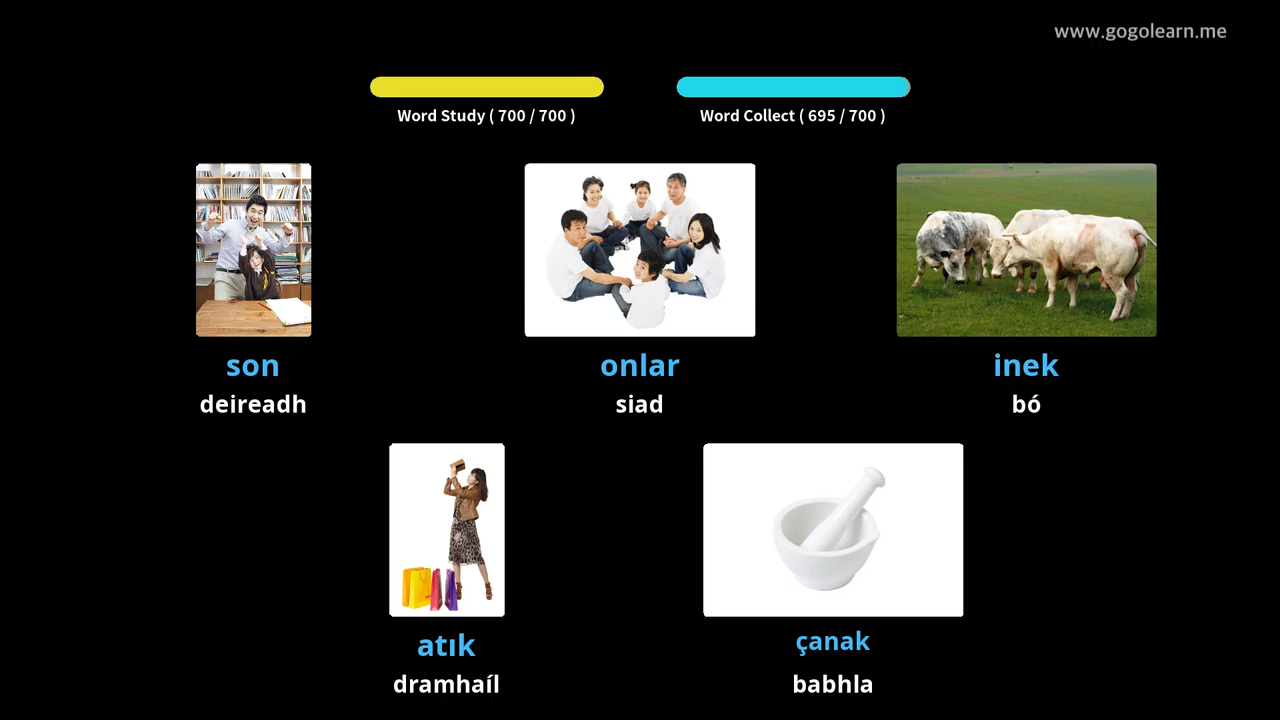 www.gogolearn.me
Word Study ( 700 / 700 )
Word Collect ( 695 / 700 )
son
deireadh
onlar
siad
inek
bó
atık
dramhaíl
çanak
babhla